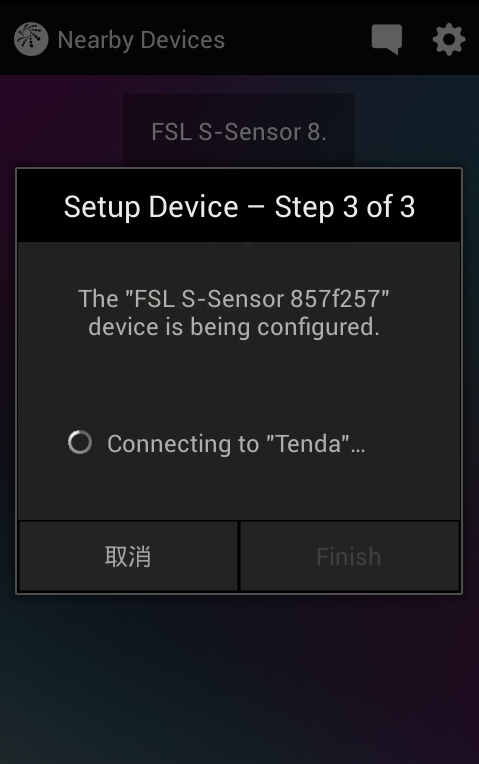 Nearby Devices
FSL S-Sensor 8.
Setup Device – Step 3 of 3
The "FSL S-Sensor 857f257"
device is being configured.
Connecting to "Tenda"...
取消
Finish